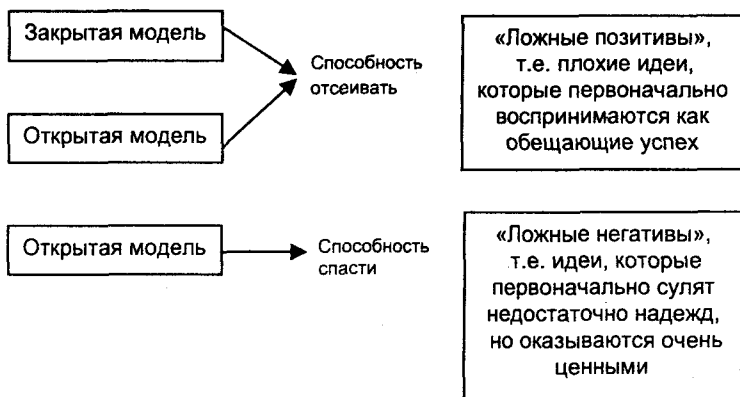 Закрытая модель
Открытая модель
Способность
отсеивать
«Ложные позитивы»,
т.е. плохие идеи,
которые первоначально
воспринимаются как
обещающие успех
Открытая модель
Способность
спасти
«Ложные негативы»,
т.е. идеи, которые
первоначально сулят
недостаточно надежд,
но оказываются очень
ценными